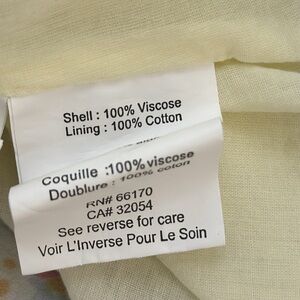 Shell : 100% Viscose
Lining : 100% Cotton
Coquille :100% viscose
Doublure : 100% coton
RN# 66170
CA# 32054
See reverse for care
Voir L'Inverse Pour Le Soin